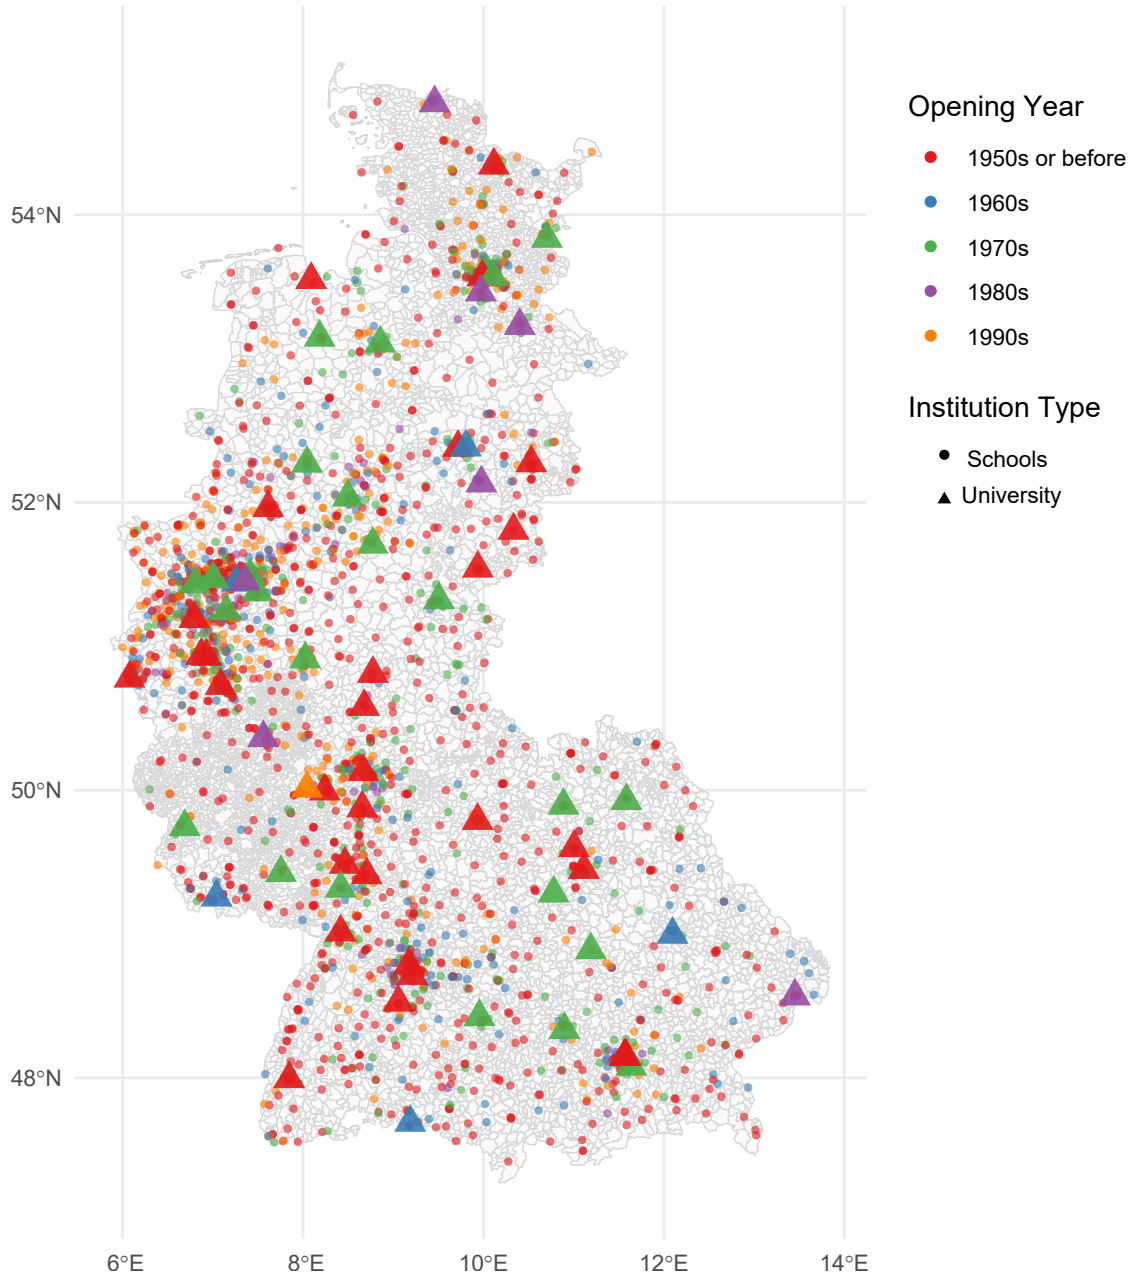 Opening Year
1950s or before
1960s
1970s
1980s
1990s
Institution Type
Schools
University
54°N
52°N
50°N
48°N
6°E
8°E
10°E
12°E
14°E